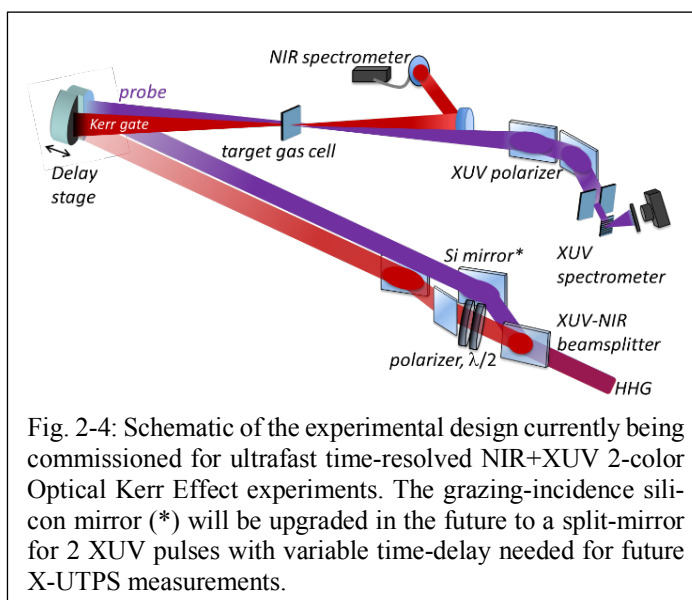 NIR spectrometer
probe
Kerr gate
target gas cell
Delay
stage
XUV polarizer
Si mirror*
XUV
spectrometer
XUV-NIR
beamsplitter
polarizer, λ/2
HHG
Fig. 2-4: Schematic of the experimental design currently being
commissioned for ultrafast time-resolved NIR+XUV 2-color
Optical Kerr Effect experiments. The grazing-incidence sili-
con mirror (*) will be upgraded in the future to a split-mirror
for 2 XUV pulses with variable time-delay needed for future
X-UTPS measurements.